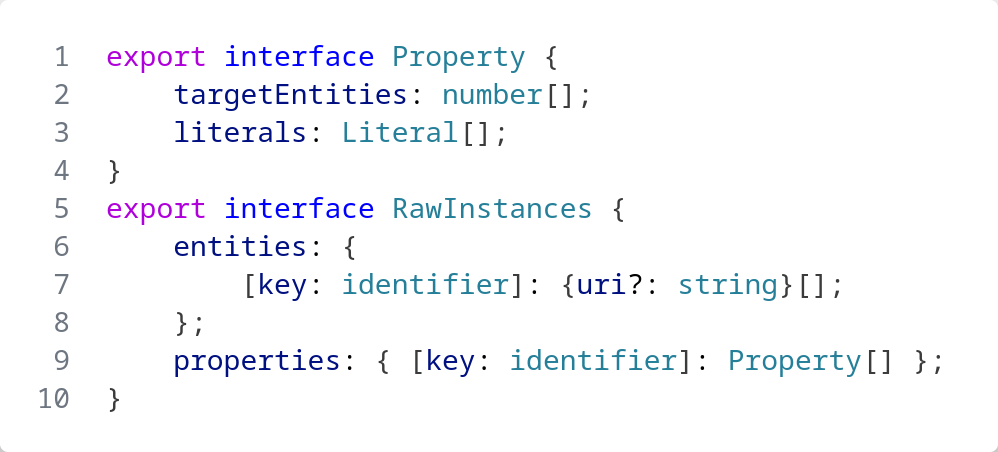 1 export interface Property {
2     targetEntities: number[];
3     literals: Literal[];
4 }
5 export interface RawInstances {
6     entities: {
7         [key: identifier]: {uri?: string}[];
8     };
9     properties: { [key: identifier]: Property[] };
10 }